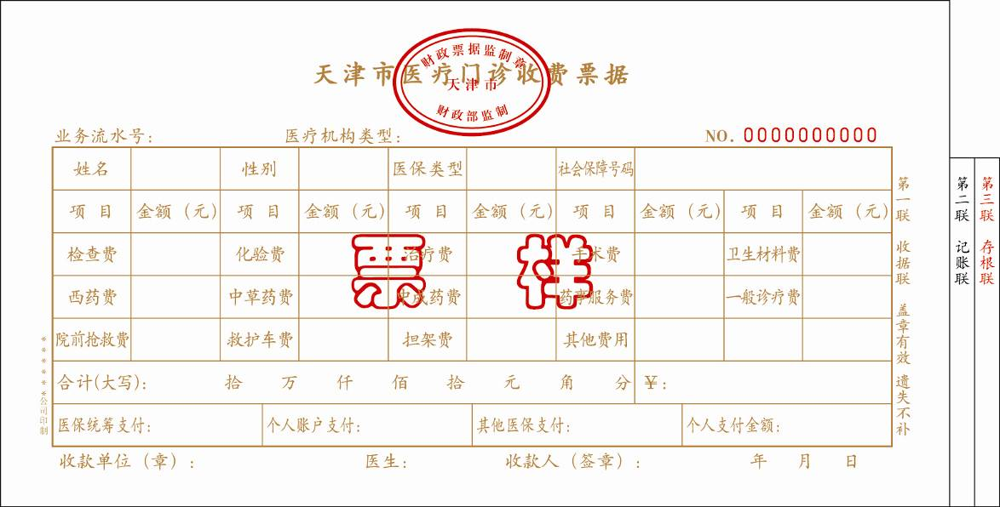 财政票据监制章
天津市医疗门诊收费票据
天津市
财政部监制
业务流水号： 医疗机构类型： NO. 0000000000
姓名 性别 医保类型 社会保障号码
项目 金额（元） 项目 金额（元） 项目 金额（元） 项目 金额（元） 项目 金额（元）
检查费 化验费 治疗费 手术费 卫生材料费
西药费 中草药费 中成药费 药事服务费 一般诊疗费
院前抢救费 救护车费 担架费 其他费用
票样
合计(大写)： 拾 万 仟 佰 拾 元 角 分 ￥：
医保统筹支付： 个人账户支付： 其他医保支付： 个人支付金额：
收款单位（章）： 医生： 收款人（签章）： 年 月 日
*****公司印制
第一联 收据联 盖章有效 遗失不补
第二联 记账联
第三联 存根联